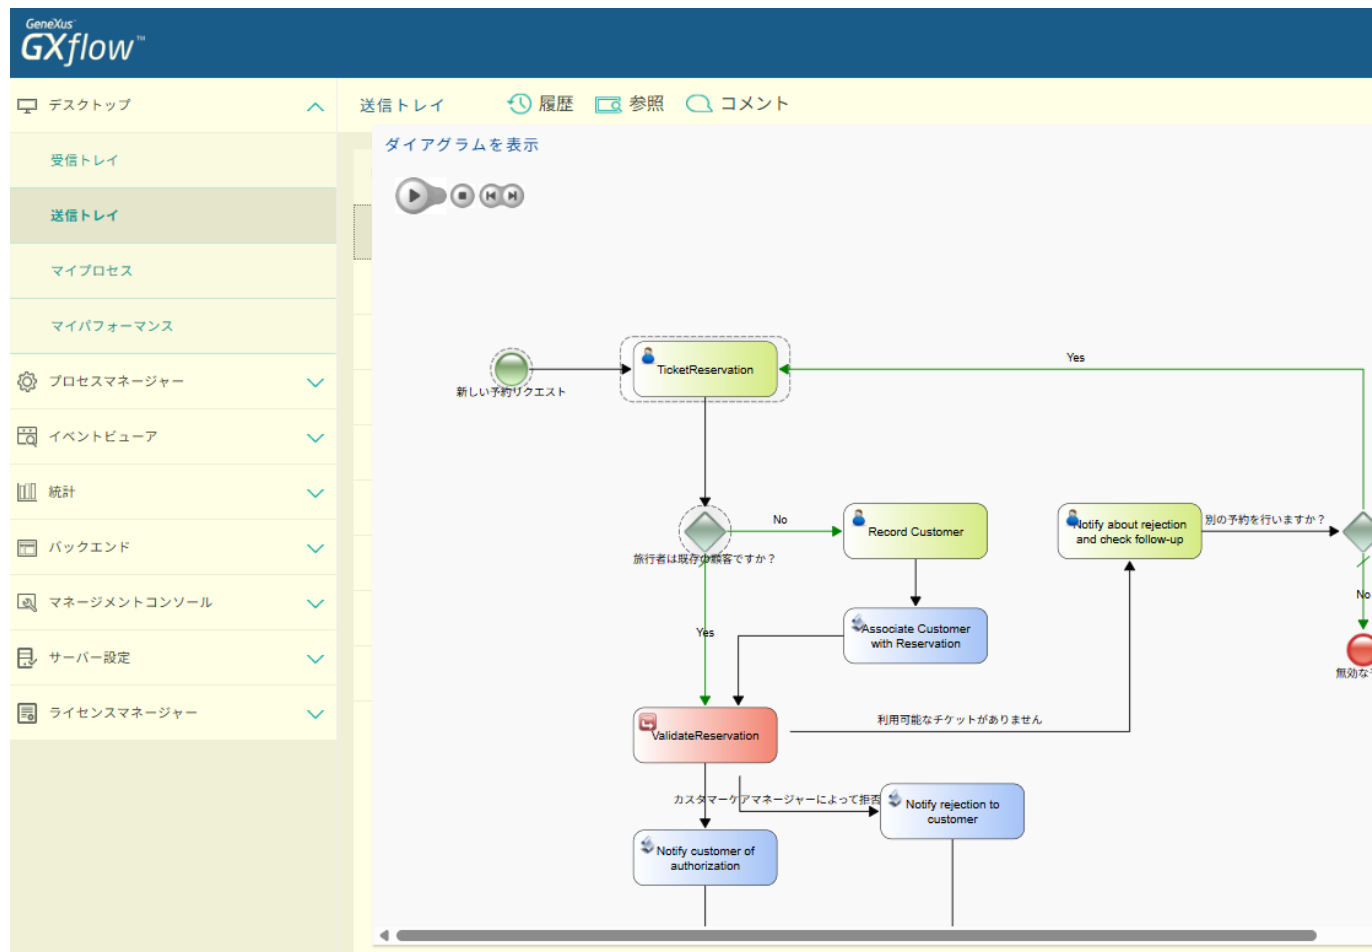 GeneXus
GXflow™
デスクトップ
受信トレイ
送信トレイ
マイプロセス
マイパフォーマンス
プロセスマネージャー
イベントビューア
統計
バックエンド
マネージメントコンソール
サーバー設定
ライセンスマネージャー
送信トレイ 履歴 参照 コメント
ダイアグラムを表示
新しい予約リクエスト
TicketReservation
Yes
旅行者は既存の顧客ですか？
No
Record Customer
Notify about rejection
and check follow-up
別の予約を行いますか？
No
Associate Customer
with Reservation
Yes
無効な
ValidateReservation
利用可能なチケットがありません
カスタマーケアマネージャーによって拒否
Notify rejection to
customer
Notify customer of
authorization